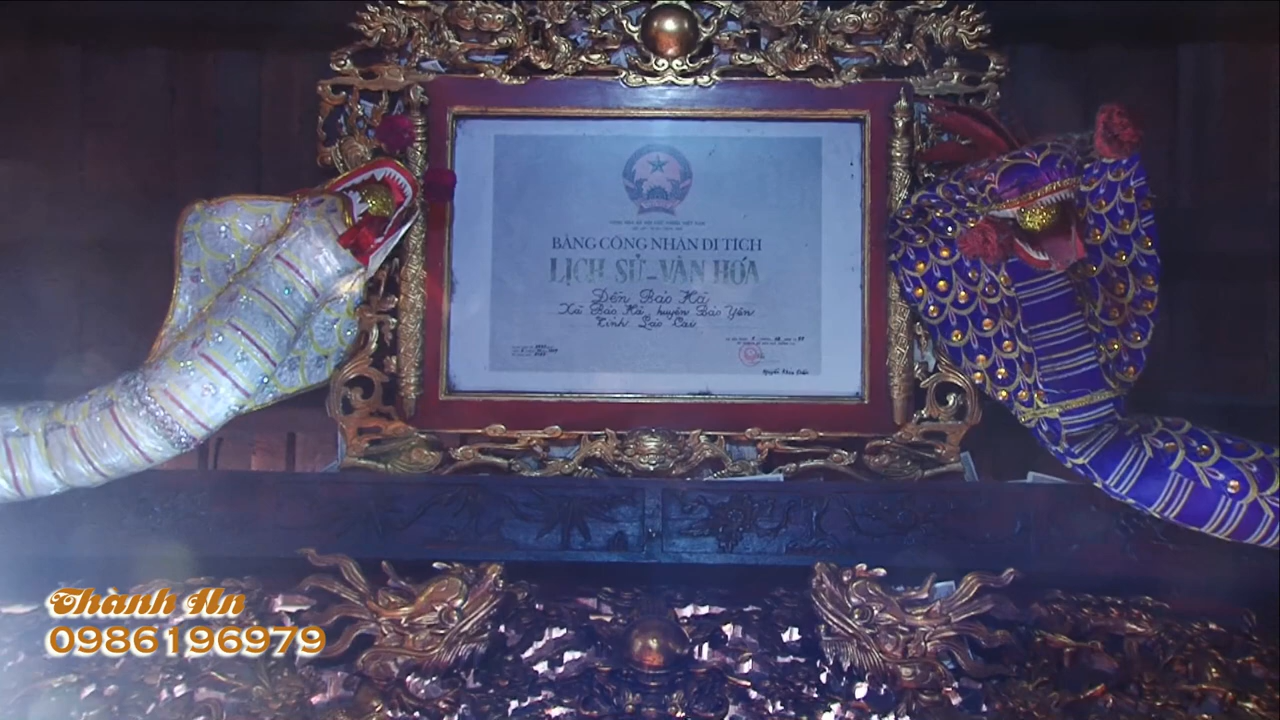 BẰNG CÔNG NHẬN DI TÍCH
LỊCH SỬ-VĂN HÓA
Đền Bảo Hà
Xã Bảo Hà, huyện Bảo Yên
Tỉnh Lào Cai
Thành An
0986196979